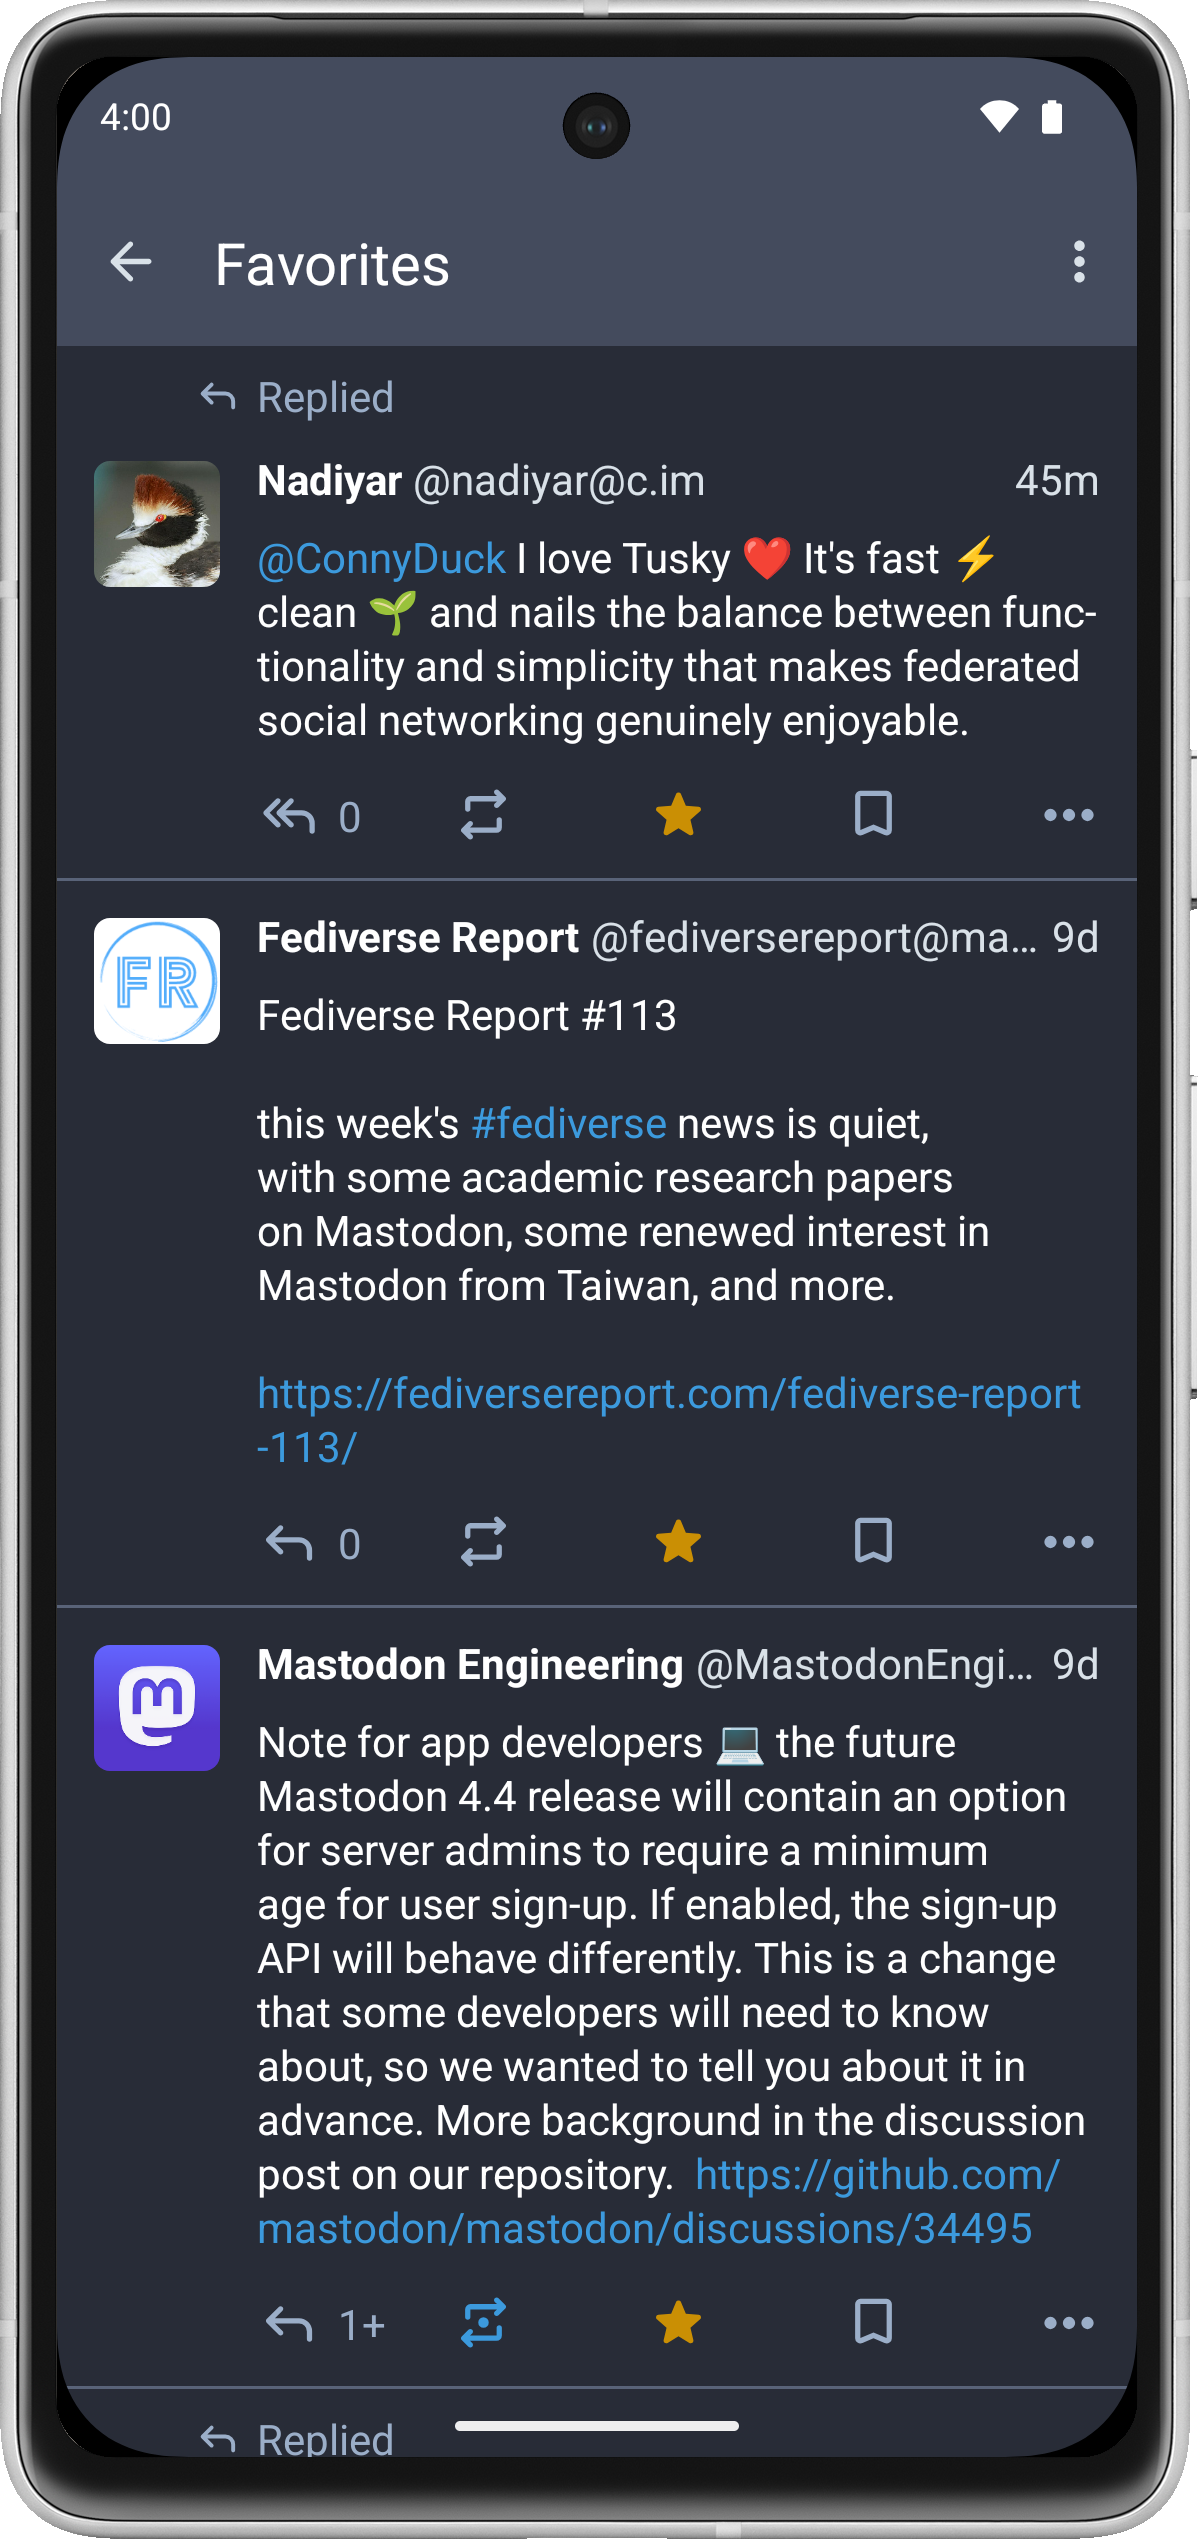 4:00
Favorites
Replied
Nadiyar @nadiyar@c.im 45m
@ConnyDuck I love Tusky ❤️ It's fast ⚡
clean 🌱 and nails the balance between func-
tionality and simplicity that makes federated
social networking genuinely enjoyable.
0
FR
Fediverse Report @fediversereport@ma... 9d
Fediverse Report #113
this week's #fediverse news is quiet,
with some academic research papers
on Mastodon, some renewed interest in
Mastodon from Taiwan, and more.
https://fediversereport.com/fediverse-report
-113/
0
m
Mastodon Engineering @MastodonEngi... 9d
Note for app developers 💻 the future
Mastodon 4.4 release will contain an option
for server admins to require a minimum
age for user sign-up. If enabled, the sign-up
API will behave differently. This is a change
that some developers will need to know
about, so we wanted to tell you about it in
advance. More background in the discussion
post on our repository. https://github.com/
mastodon/mastodon/discussions/34495
1+
Replied